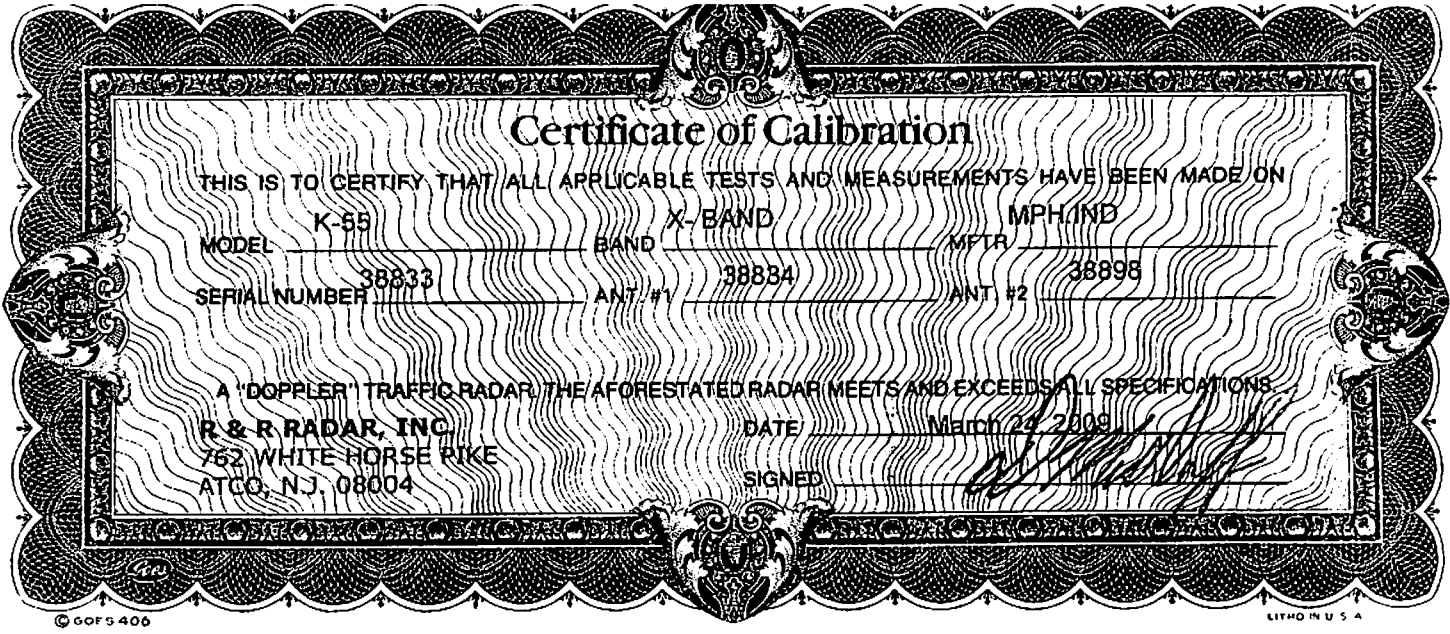 Certificate of Calibration
THIS IS TO CERTIFY THAT ALL APPLICABLE TESTS AND MEASUREMENTS HAVE BEEN MADE ON
MODEL K-55 BAND X-BAND MFTR MPH.IND
SERIAL NUMBER 38833 ANT. #1 38884 ANT. #2 38898
A "DOPPLER" TRAFFIC RADAR. THE AFORESTATED RADAR MEETS AND EXCEEDS ALL SPECIFICATIONS.
R & R RADAR, INC.
762 WHITE HORSE PIKE
ATCO, N.J. 08004
DATE March 24 2009
SIGNED
© GOES 406
LITHO IN U S A